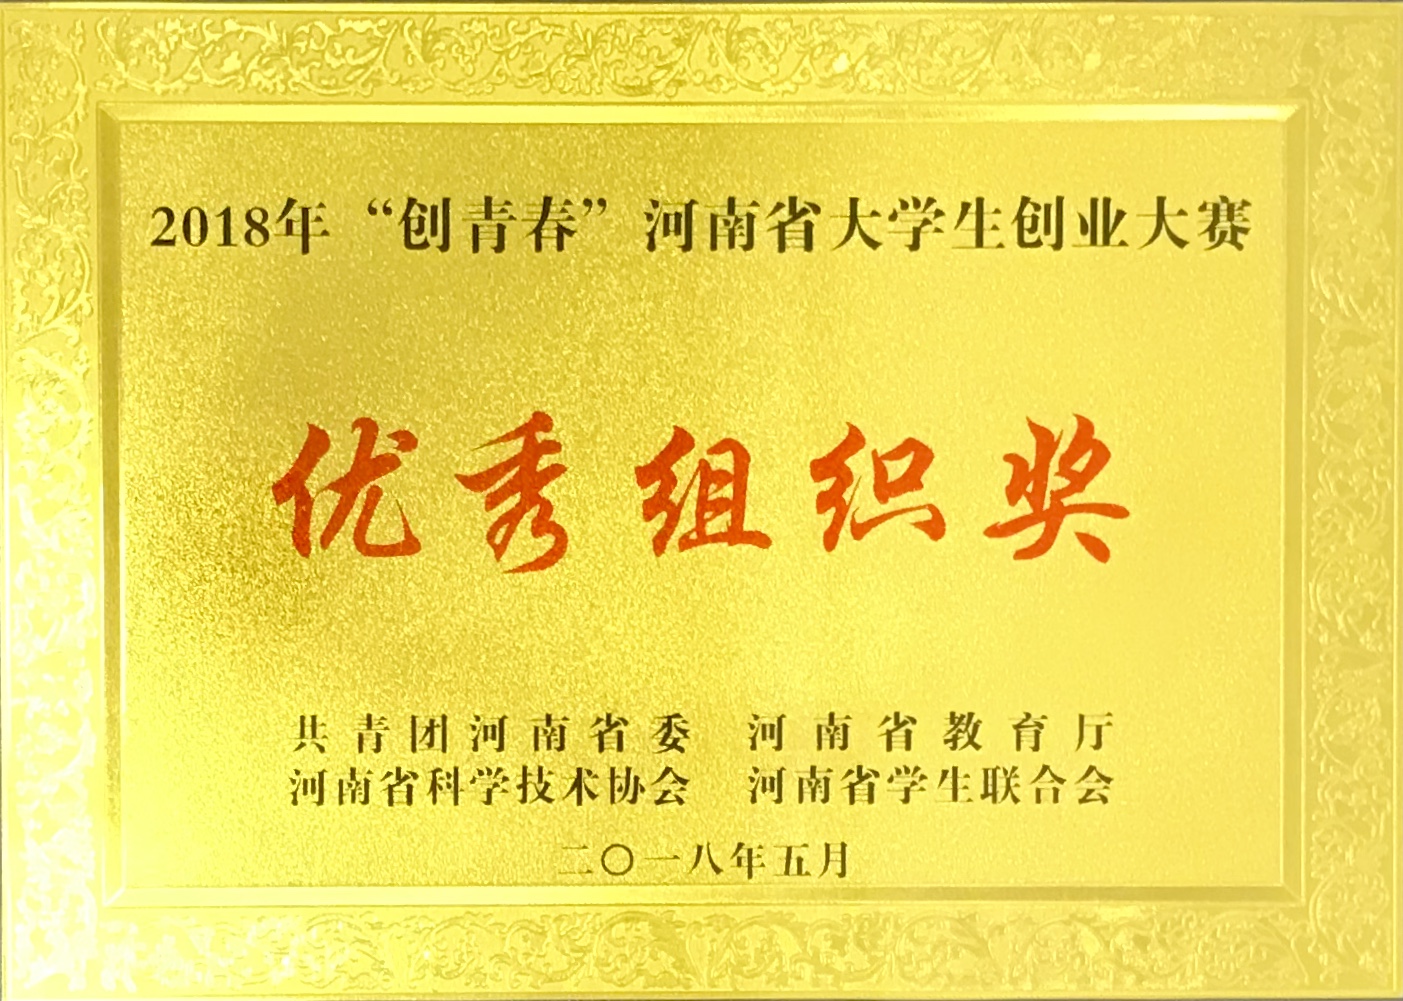 2018年“创青春”河南省大学生创业大赛
优秀组织奖
共青团河南省委 河南省教育厅
河南省科学技术协会 河南省学生联合会
二〇一八年五月